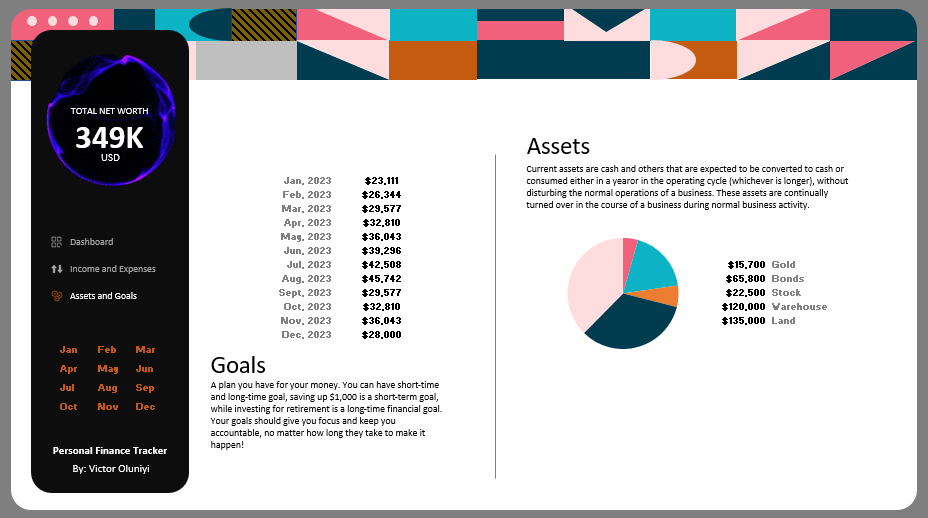 TOTAL NET WORTH
349K
USD
Dashboard
Income and Expenses
Assets and Goals
Jan Feb Mar
Apr May Jun
Jul Aug Sep
Oct Nov Dec
Personal Finance Tracker
By: Victor Oluniyi
Jan, 2023 $23,111
Feb, 2023 $26,344
Mar, 2023 $29,577
Apr, 2023 $32,810
May, 2023 $36,043
Jun, 2023 $39,296
Jul, 2023 $42,508
Aug, 2023 $45,742
Sept, 2023 $29,577
Oct, 2023 $32,810
Nov, 2023 $36,043
Dec, 2023 $28,000
Goals
A plan you have for your money. You can have short-time
and long-time goal, saving up $1,000 is a short-term goal,
while investing for retirement is a long-time financial goal.
Your goals should give you focus and keep you
accountable, no matter how long they take to make it
happen!
Assets
Current assets are cash and others that are expected to be converted to cash or
consumed either in a yearor in the operating cycle (whichever is longer), without
disturbing the normal operations of a business. These assets are continually
turned over in the course of a business during normal business activity.
$15,700 Gold
$65,800 Bonds
$22,500 Stock
$120,000 Warehouse
$135,000 Land